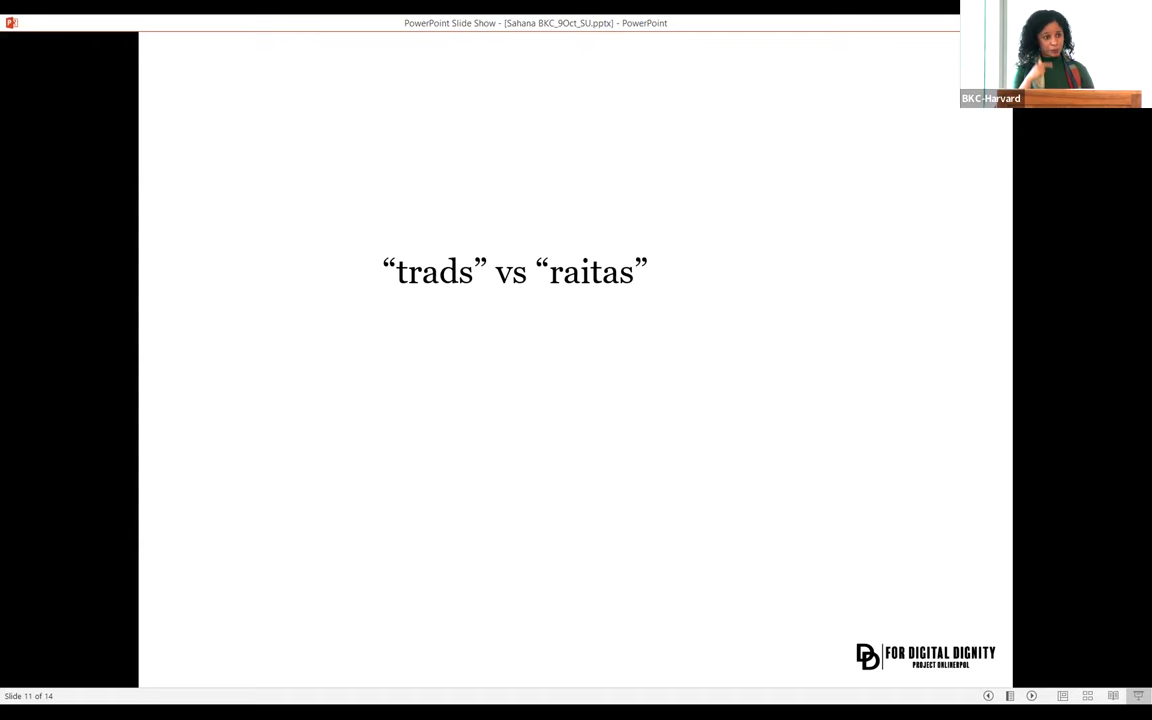 PowerPoint Slide Show - [Sahana BKC_9Oct_SU.pptx] - PowerPoint
BKC-Harvard
“trads” vs “raitas”
DD FOR DIGITAL DIGNITY
PROJECT ONLINERPOL
Slide 11 of 14